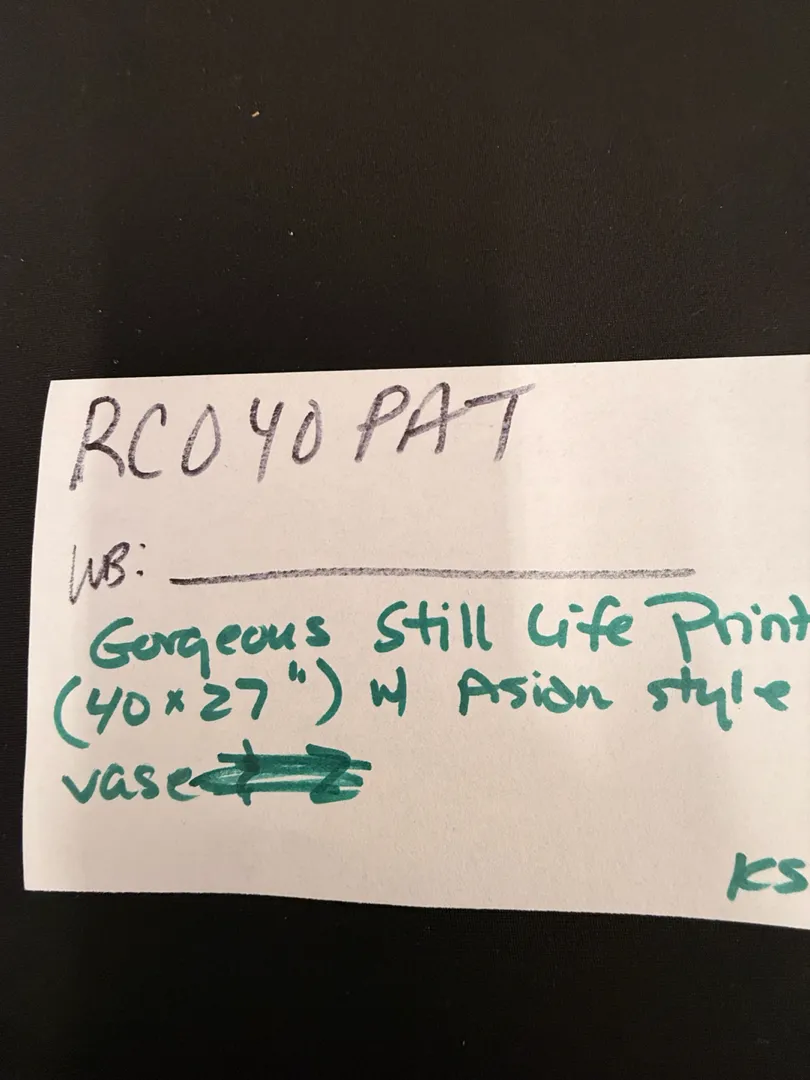 RC040PAT
WB:
Gorgeous Still Life Print
(40 x 27") w/ Asian style
vase
KS